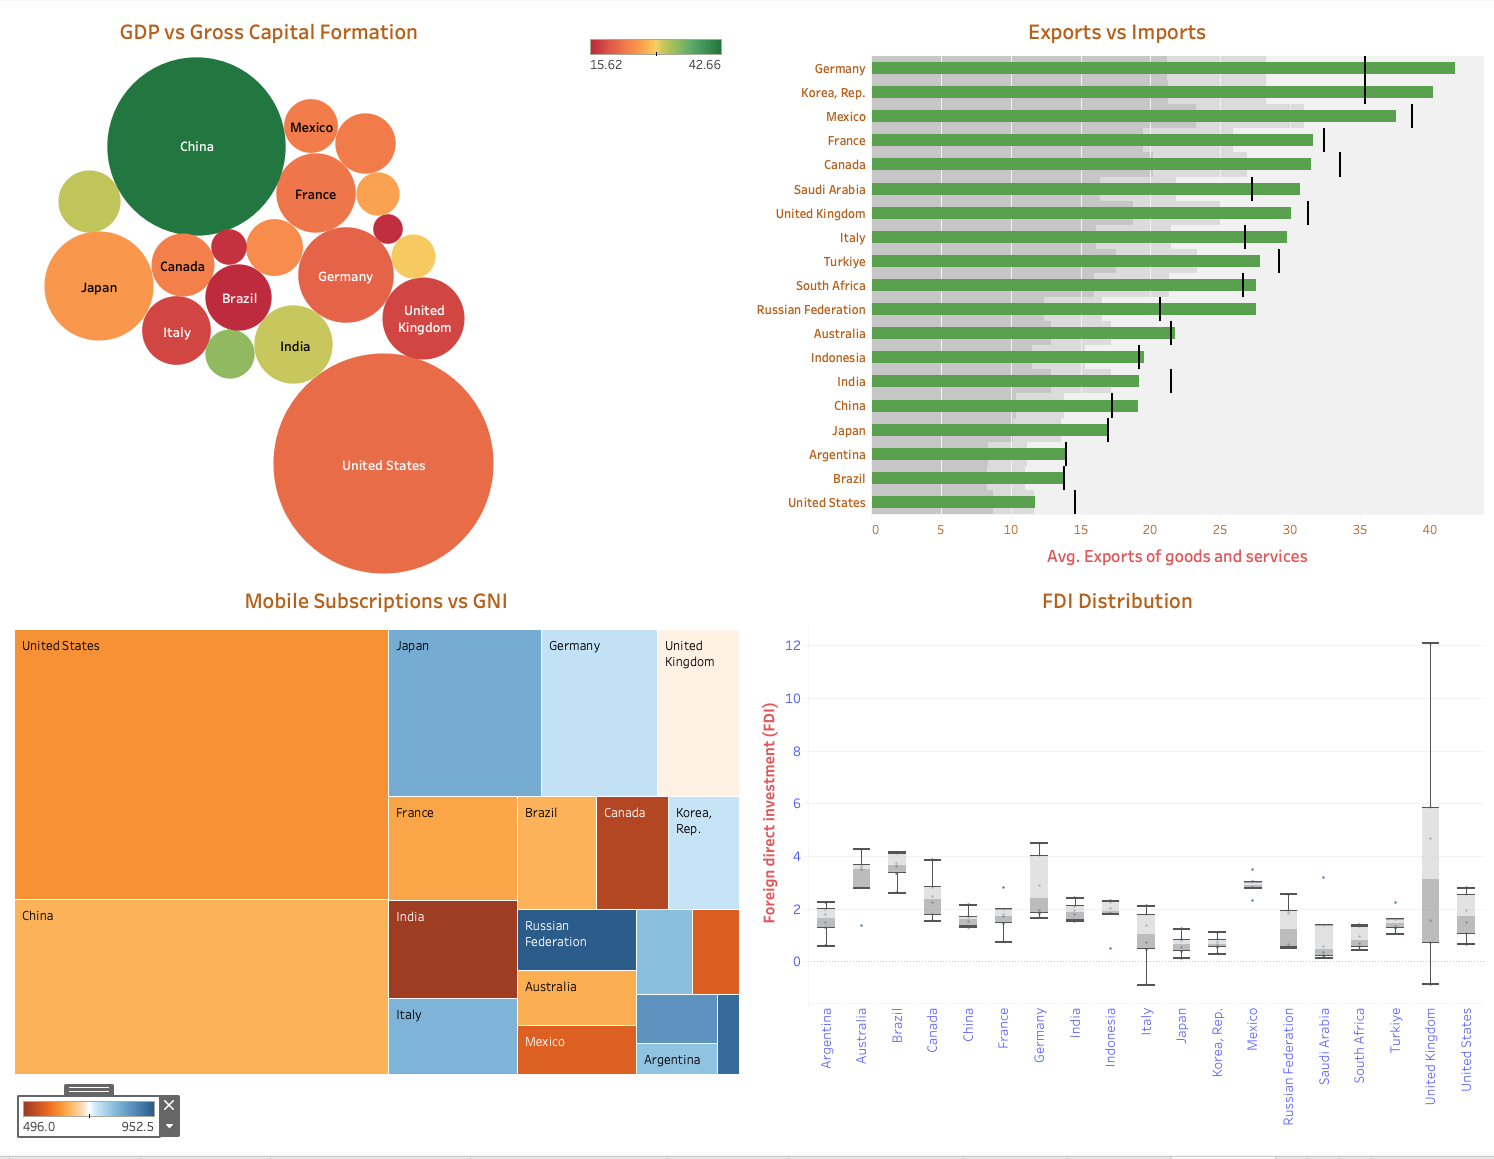 GDP vs Gross Capital Formation
15.62 42.66
China
Mexico
France
Japan
Canada
Brazil
Germany
Italy
India
United
Kingdom
United States
Exports vs Imports
Germany
Korea, Rep.
Mexico
France
Canada
Saudi Arabia
United Kingdom
Italy
Turkiye
South Africa
Russian Federation
Australia
Indonesia
India
China
Japan
Argentina
Brazil
United States
0 5 10 15 20 25 30 35 40
Avg. Exports of goods and services
Mobile Subscriptions vs GNI
United States
Japan
Germany
United
Kingdom
France
Brazil
Canada
Korea,
Rep.
China
India
Russian
Federation
Australia
Italy
Mexico
Argentina
496.0 952.5
FDI Distribution
Foreign direct investment (FDI)
12
10
8
6
4
2
0
Argentina
Australia
Brazil
Canada
China
France
Germany
India
Indonesia
Italy
Japan
Korea, Rep.
Mexico
Russian Federation
Saudi Arabia
South Africa
Turkiye
United Kingdom
United States